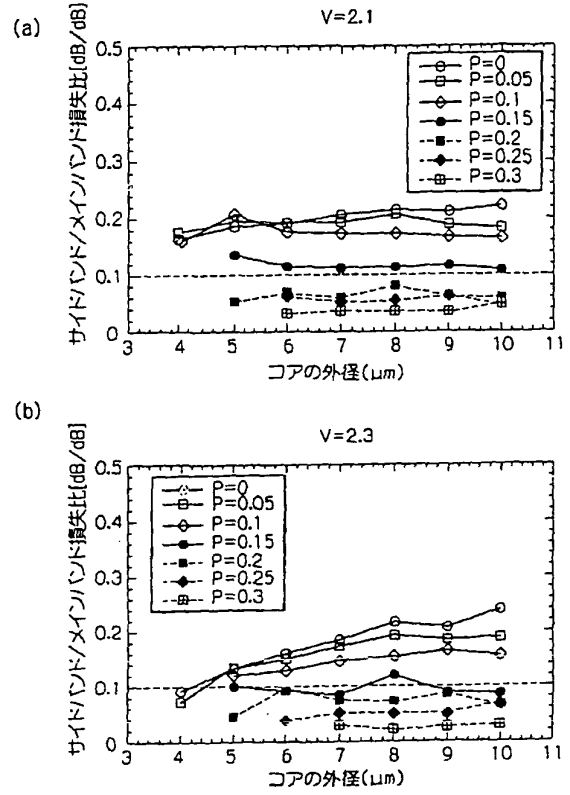 (a)
V=2.1
サイドバンド/メインバンド損失比[dB/dB]
0.5
0.4
0.3
0.2
0.1
0
P=0
P=0.05
P=0.1
P=0.15
P=0.2
P=0.25
P=0.3
3 4 5 6 7 8 9 10 11
コアの外径(μm)
(b)
V=2.3
サイドバンド/メインバンド損失比[dB/dB]
0.5
0.4
0.3
0.2
0.1
0
P=0
P=0.05
P=0.1
P=0.15
P=0.2
P=0.25
P=0.3
3 4 5 6 7 8 9 10 11
コアの外径(μm)